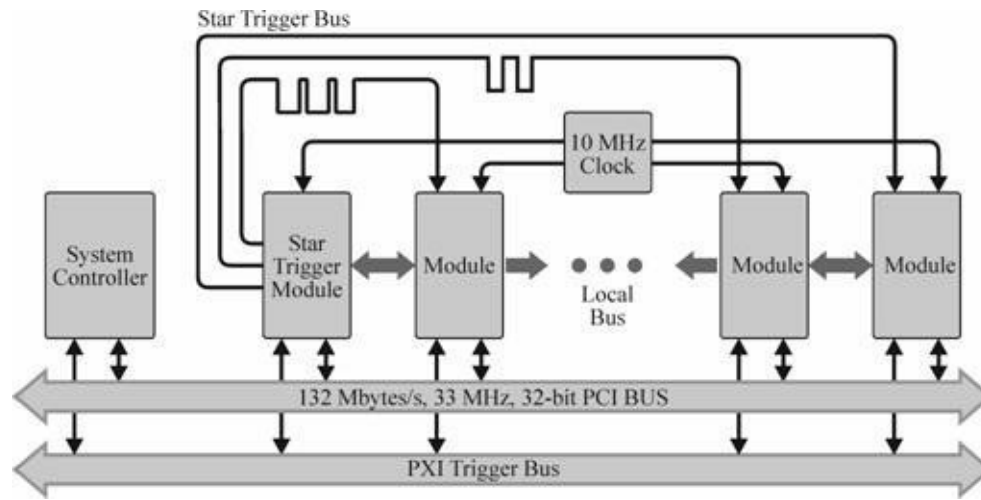 Star Trigger Bus
10 MHz
Clock
System
Controller
Star
Trigger
Module
Module
Local
Bus
Module
Module
132 Mbytes/s, 33 MHz, 32-bit PCI BUS
PXI Trigger Bus